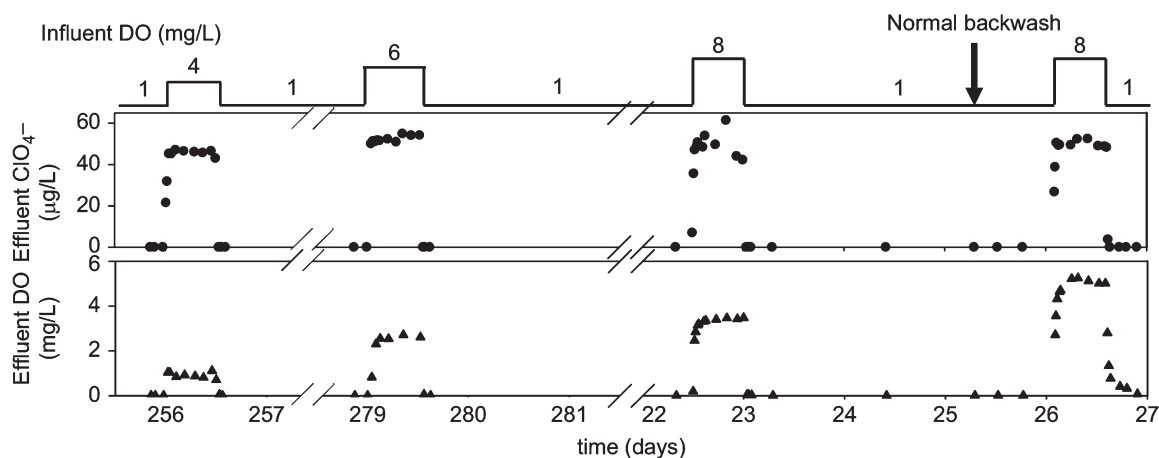 Influent DO (mg/L)
Normal backwash
1 4 1 6 1 8 1 8 1
Effluent ClO₄–
(µg/L)
60
40
20
0
Effluent DO
(mg/L)
6
4
2
0
256 257 279 280 281 22 23 24 25 26 27
time (days)